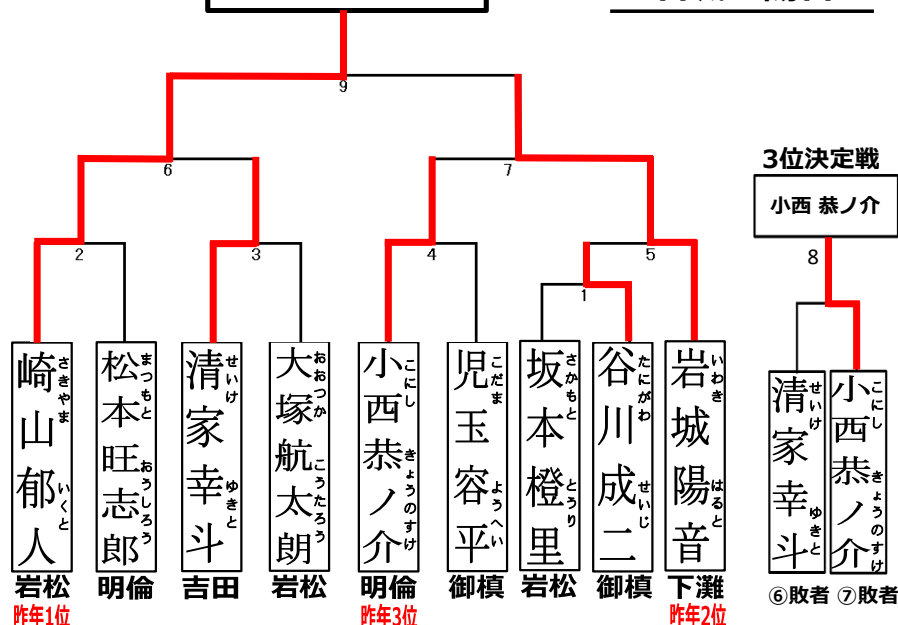 9
6
7
3位決定戦
小西 恭ノ介
2
3
4
5
8
1
崎山郁人 さきやま いくと
松本旺志郎 まつもと おうしろう
清家幸斗 せいけ ゆきと
大塚航太朗 おおつか こうたろう
小西恭ノ介 こにし きょうのすけ
児玉容平 こだま ようへい
坂本橙里 さかもと とうり
谷川成二 たにがわ せいじ
岩城陽音 いわき はると
清家幸斗 せいけ ゆきと
小西恭ノ介 こにし きょうのすけ
岩松 明倫 吉田 岩松 明倫 御槙 岩松 御槙 下灘
⑥敗者 ⑦敗者
昨年1位 昨年3位 昨年2位